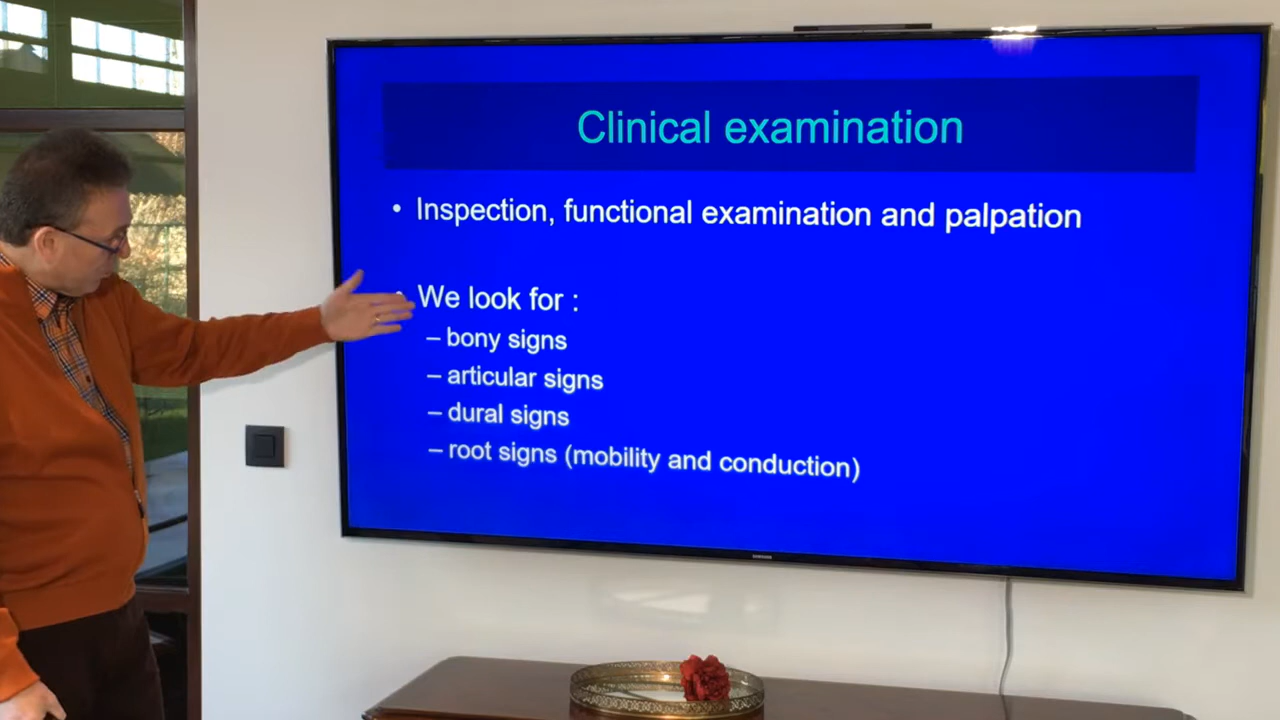 Clinical examination
• Inspection, functional examination and palpation
• We look for :
– bony signs
– articular signs
– dural signs
– root signs (mobility and conduction)
SAMSUNG